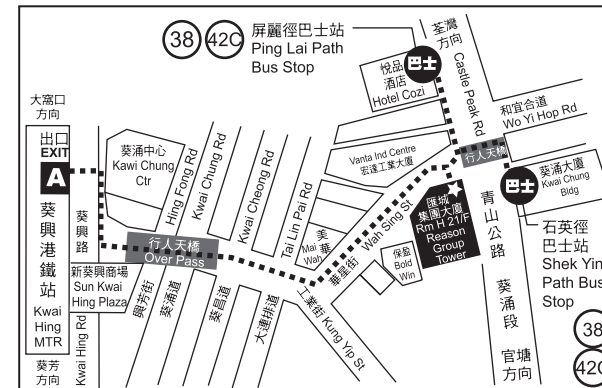 38
42C
屏麗徑巴士站
Ping Lai Path
Bus Stop
荃灣
方向
Castle Peak Rd
悅品
酒店
Hotel Cozi
巴士
和宜合道
Wo Yi Hop Rd
大窩口
方向
出口
EXIT
A
葵興港鐵站
Kwai
Hing
MTR
葵芳
方向
葵興路
Kwai Hing Rd
葵涌中心
Kawi Chung
Ctr
Hing Fong Rd
Kwai Chung Rd
Kwai Cheong Rd
Tai Lin Pai Rd
行人天橋
Over Pass
新葵興商場
Sun Kwai
Hing Plaza
興芳街
葵涌道
葵昌道
大連排道
美華
Mai
Wah
Vanta Ind Centre
宏達工業大廈
華星街 Wah Sing St
工業街 Kung Yip St
保盈
Bold
Win
匯城
集團大廈
Rm H 21/F
Reason
Group
Tower
行人天橋
巴士
葵涌大廈
Kwai Chung
Bldg
青山公路 葵涌段
官塘
方向
石英徑
巴士站
Shek Yin
Path Bus
Stop
38
42C